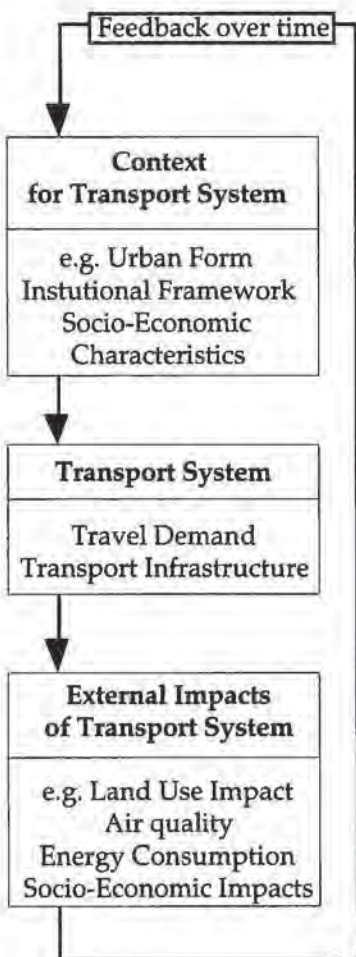 Feedback over time
Context
for Transport System
e.g. Urban Form
Instutional Framework
Socio-Economic
Characteristics
Transport System
Travel Demand
Transport Infrastructure
External Impacts
of Transport System
e.g. Land Use Impact
Air quality
Energy Consumption
Socio-Economic Impacts